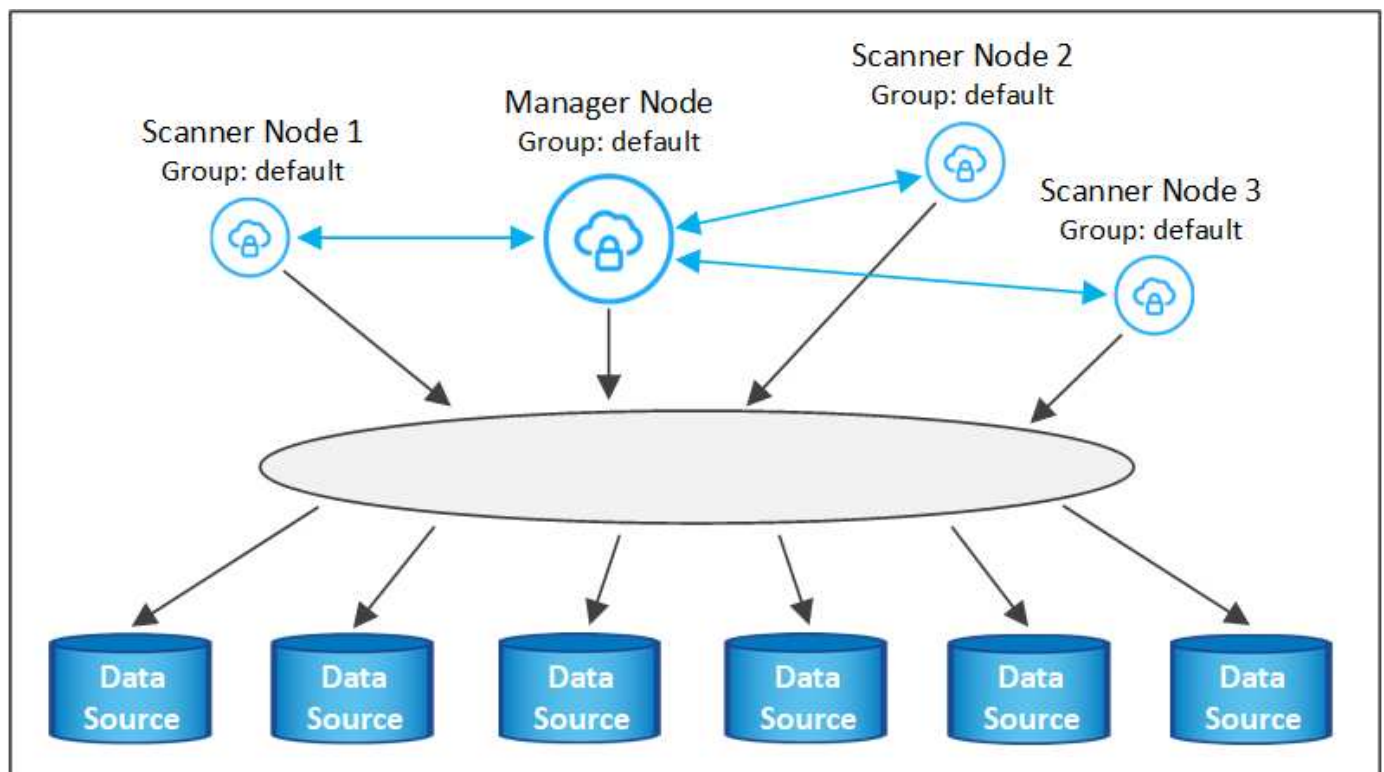 Scanner Node 1
Group: default
Manager Node
Group: default
Scanner Node 2
Group: default
Scanner Node 3
Group: default
Data
Source
Data
Source
Data
Source
Data
Source
Data
Source
Data
Source